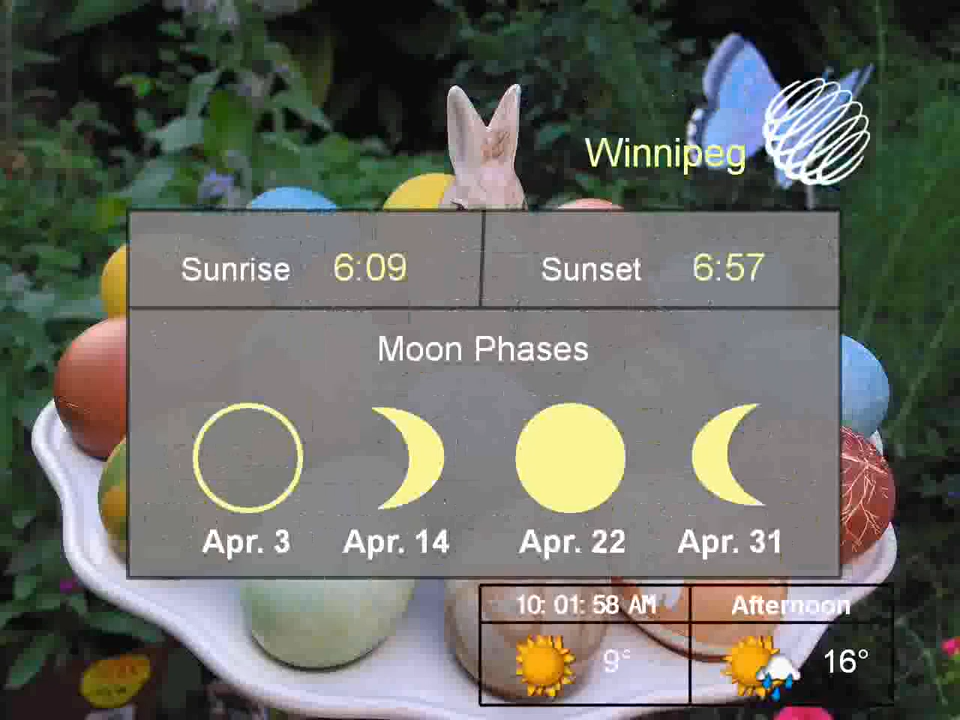 Winnipeg
Sunrise 6:09 Sunset 6:57
Moon Phases
Apr. 3 Apr. 14 Apr. 22 Apr. 31
10:01:58 AM Afternoon
9° 16°